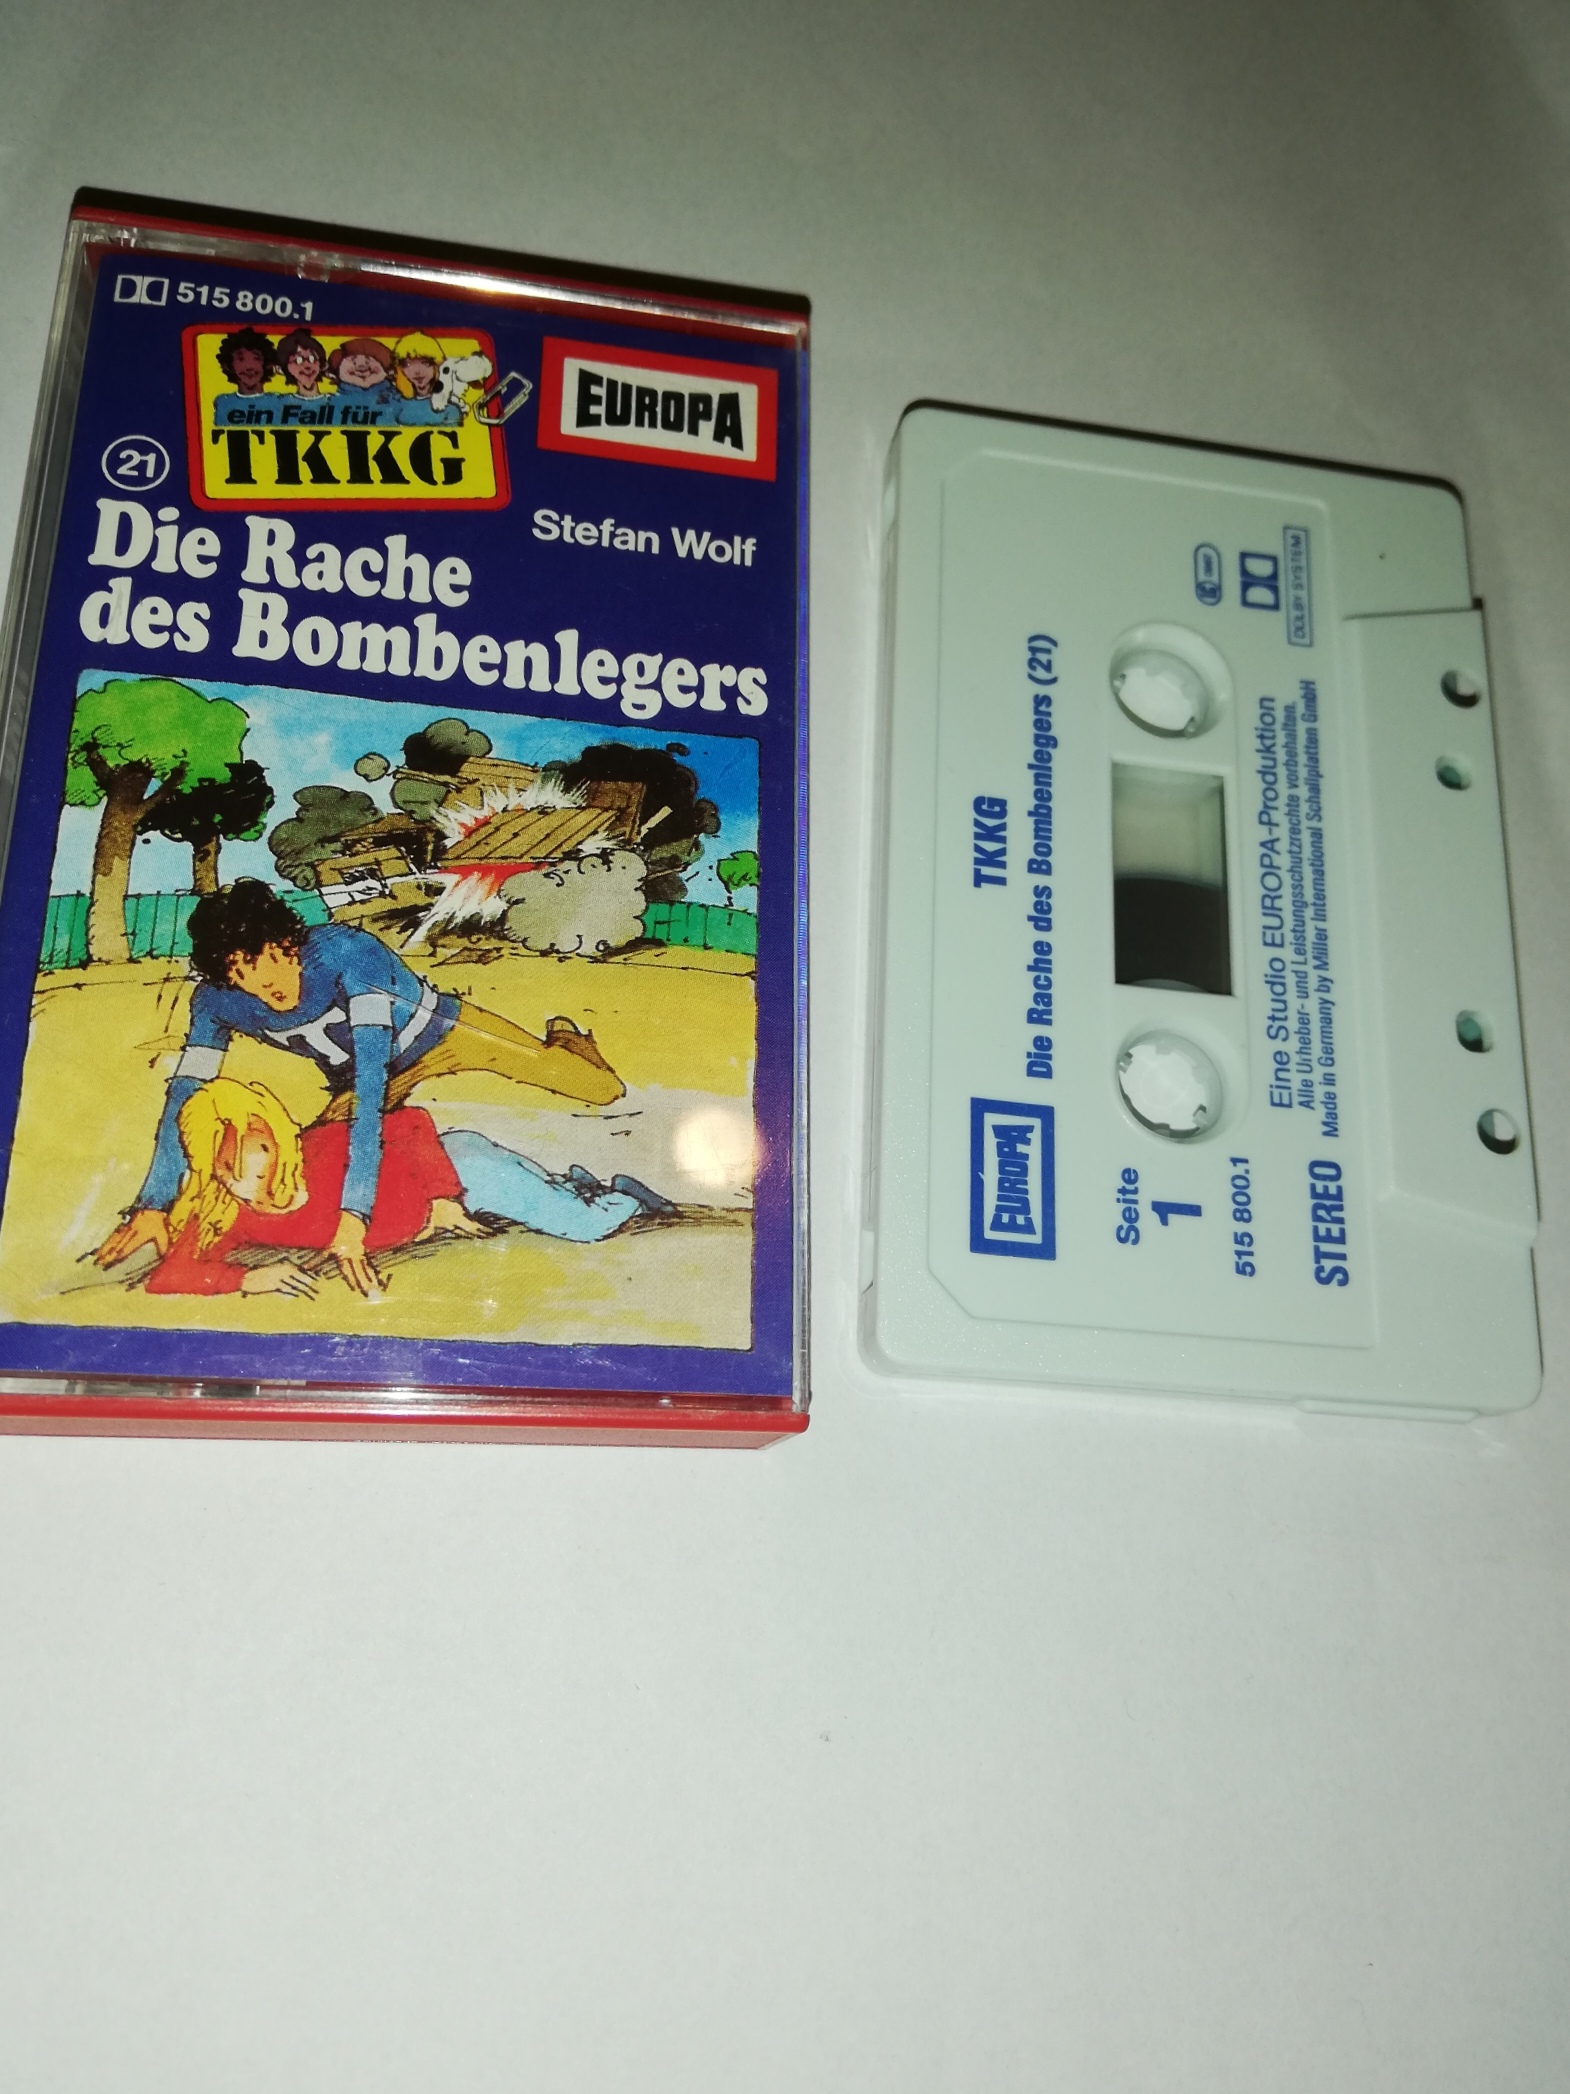 515 800.1
ein Fall für
TKKG
EUROPA
21
Stefan Wolf
Die Rache
des Bombenlegers
TKKG
Die Rache des Bombenlegers (21)
EUROPA
Seite
1
515 800.1
STEREO
Eine Studio EUROPA-Produktion
Alle Urheber- und Leistungsschutzrechte vorbehalten.
Made in Germany by Miller International Schallplatten GmbH
DOLBY SYSTEM